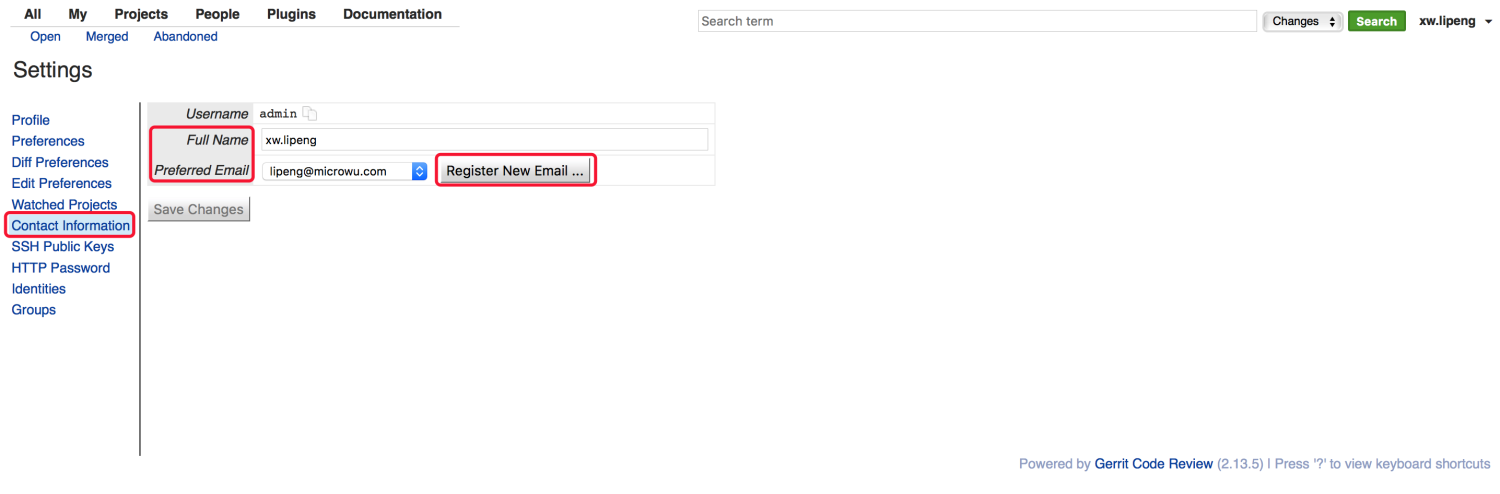 All My Projects People Plugins Documentation
Open Merged Abandoned
Search term Changes Search xw.lipeng
Settings
Profile
Preferences
Diff Preferences
Edit Preferences
Watched Projects
Contact Information
SSH Public Keys
HTTP Password
Identities
Groups
Username admin
Full Name xw.lipeng
Preferred Email lipeng@microwu.com Register New Email ...
Save Changes
Powered by Gerrit Code Review (2.13.5) | Press '?' to view keyboard shortcuts